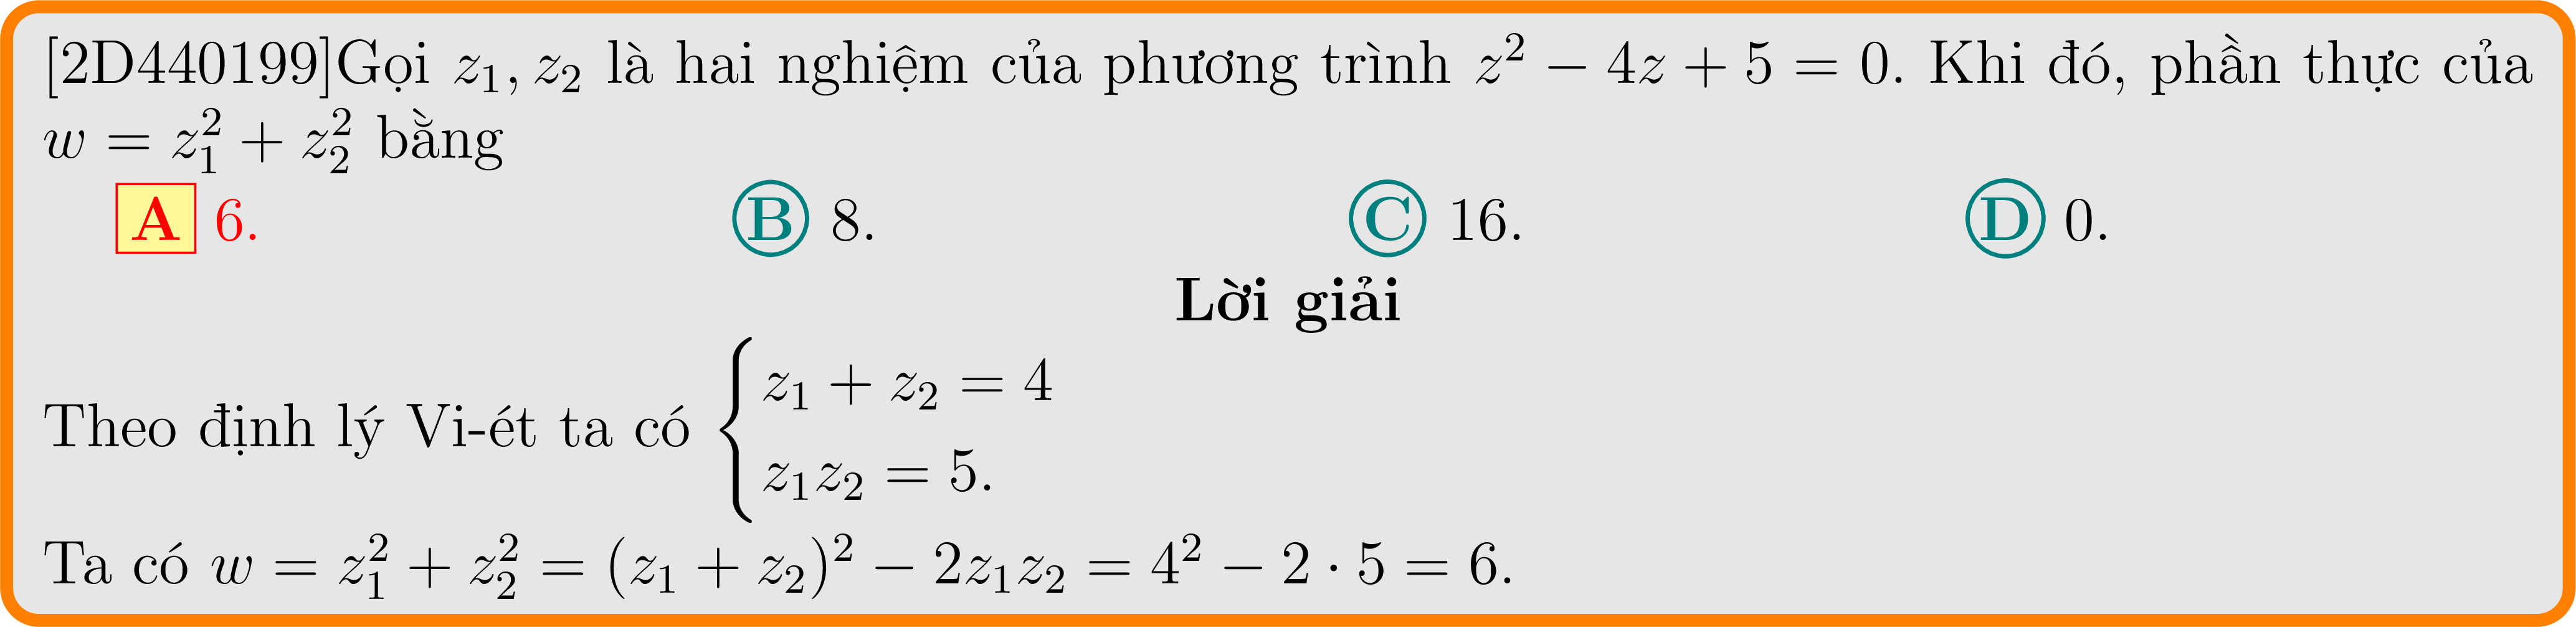 [2D440199]Gọi $z_1, z_2$ là hai nghiệm của phương trình $z^2 - 4z + 5 = 0$. Khi đó, phần thực của
$w = z_1^2 + z_2^2$ bằng
A 6. B 8. C 16. D 0.
Lời giải
Theo định lý Vi-ét ta có $\begin{cases} z_1 + z_2 = 4 \\ z_1 z_2 = 5. \end{cases}$
Ta có $w = z_1^2 + z_2^2 = (z_1 + z_2)^2 - 2z_1 z_2 = 4^2 - 2 \cdot 5 = 6.$